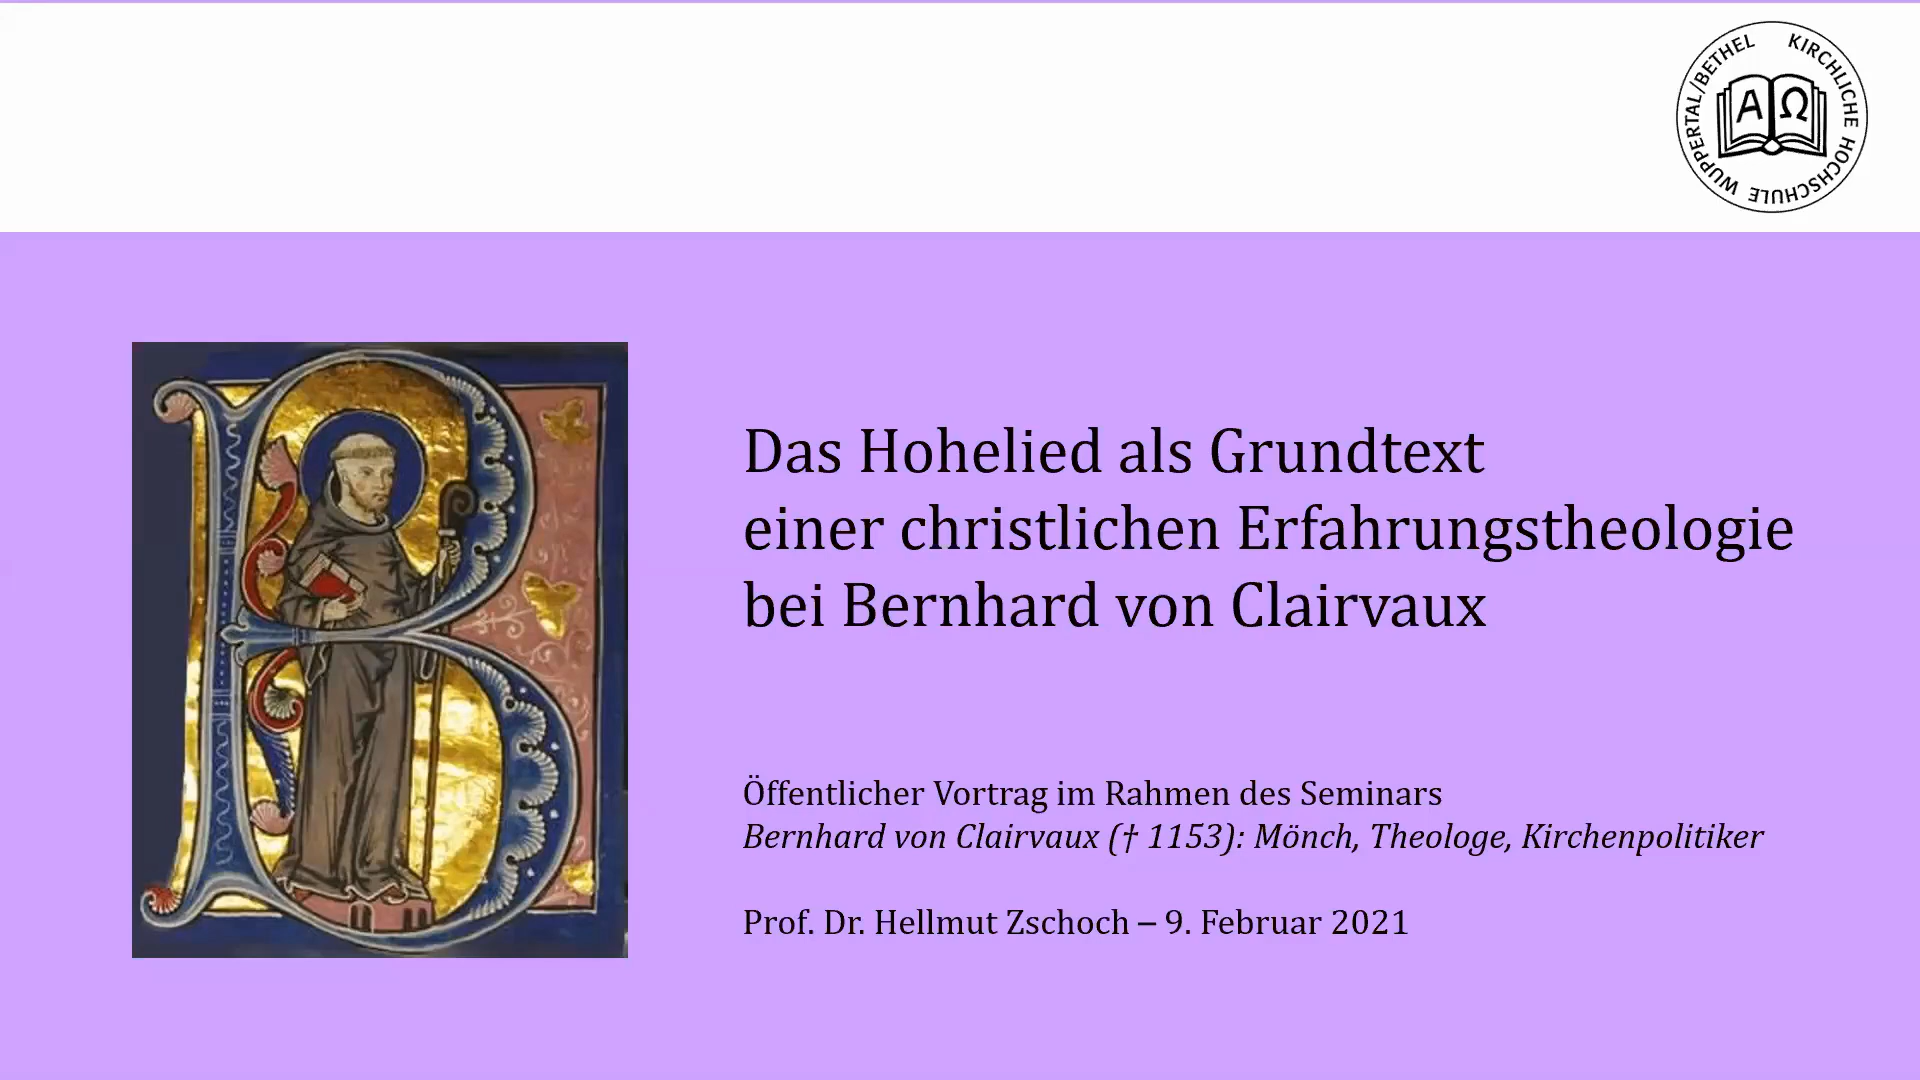 KIRCHLICHE HOCHSCHULE WUPPERTAL/BETHEL
Α Ω
Das Hohelied als Grundtext
einer christlichen Erfahrungstheologie
bei Bernhard von Clairvaux
Öffentlicher Vortrag im Rahmen des Seminars
Bernhard von Clairvaux († 1153): Mönch, Theologe, Kirchenpolitiker
Prof. Dr. Hellmut Zschoch – 9. Februar 2021